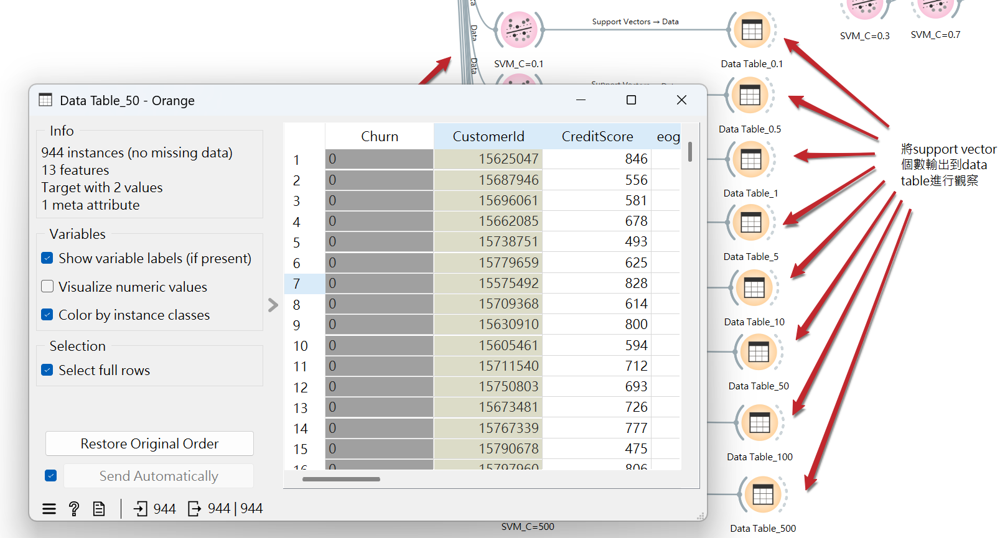 Data
Support Vectors → Data
SVM_C=0.3
SVM_C=0.7
Data
SVM_C=0.1
Data Table_0.1
Data Table_50 - Orange
Info
944 instances (no missing data)
13 features
Target with 2 values
1 meta attribute
Variables
Show variable labels (if present)
Visualize numeric values
Color by instance classes
Selection
Select full rows
Restore Original Order
Send Automatically
944
944 | 944
Churn CustomerId CreditScore eog
1 0 15625047 846
2 0 15687946 556
3 0 15696061 581
4 0 15662085 678
5 0 15738751 493
6 0 15779659 625
7 0 15575492 828
8 0 15709368 614
9 0 15630910 800
10 0 15605461 594
11 0 15711540 712
12 0 15750803 693
13 0 15673481 726
14 0 15767339 777
15 0 15790678 475
16 0 15797960 806
Data Table_0.5
Data Table_1
Data Table_5
Data Table_10
Data Table_50
Data Table_100
Data Table_500
SVM_C=500
將support vector
個數輸出到data
table進行觀察